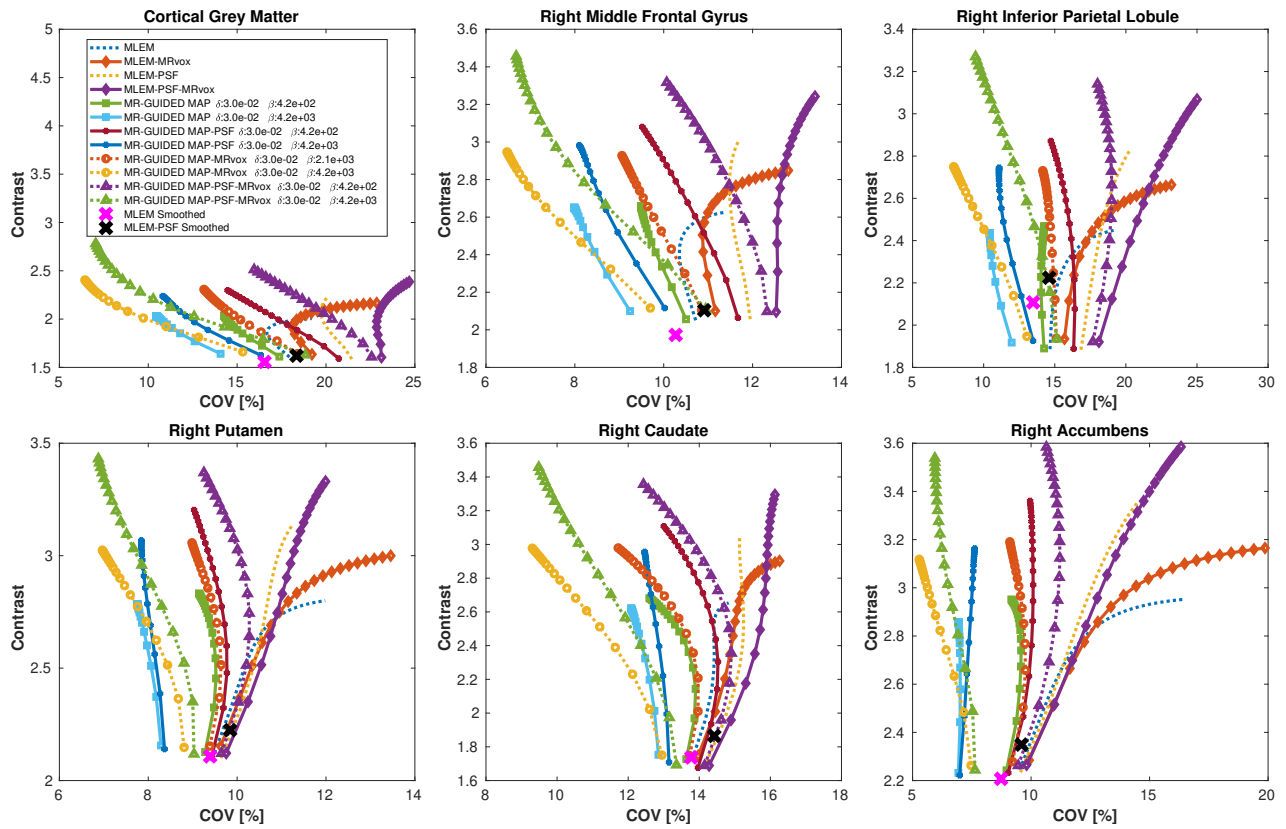 Cortical Grey Matter
5
4.5
4
3.5
3
2.5
2
1.5
5
10
15
20
25
Contrast
COV [%]
MLEM
MLEM-MRvox
MLEM-PSF
MLEM-PSF-MRvox
MR-GUIDED MAP δ:3.0e-02 β:4.2e+02
MR-GUIDED MAP δ:3.0e-02 β:4.2e+03
MR-GUIDED MAP-PSF δ:3.0e-02 β:4.2e+02
MR-GUIDED MAP-PSF δ:3.0e-02 β:4.2e+03
MR-GUIDED MAP-MRvox δ:3.0e-02 β:2.1e+03
MR-GUIDED MAP-MRvox δ:3.0e-02 β:4.2e+03
MR-GUIDED MAP-PSF-MRvox δ:3.0e-02 β:4.2e+02
MR-GUIDED MAP-PSF-MRvox δ:3.0e-02 β:4.2e+03
MLEM Smoothed
MLEM-PSF Smoothed
Right Middle Frontal Gyrus
3.6
3.4
3.2
3
2.8
2.6
2.4
2.2
2
1.8
6
8
10
12
14
Contrast
COV [%]
Right Inferior Parietal Lobule
3.4
3.2
3
2.8
2.6
2.4
2.2
2
1.8
5
10
15
20
25
30
Contrast
COV [%]
Right Putamen
3.5
3
2.5
2
6
8
10
12
14
Contrast
COV [%]
Right Caudate
3.6
3.4
3.2
3
2.8
2.6
2.4
2.2
2
1.8
1.6
8
10
12
14
16
18
Contrast
COV [%]
Right Accumbens
3.6
3.4
3.2
3
2.8
2.6
2.4
2.2
5
10
15
20
Contrast
COV [%]